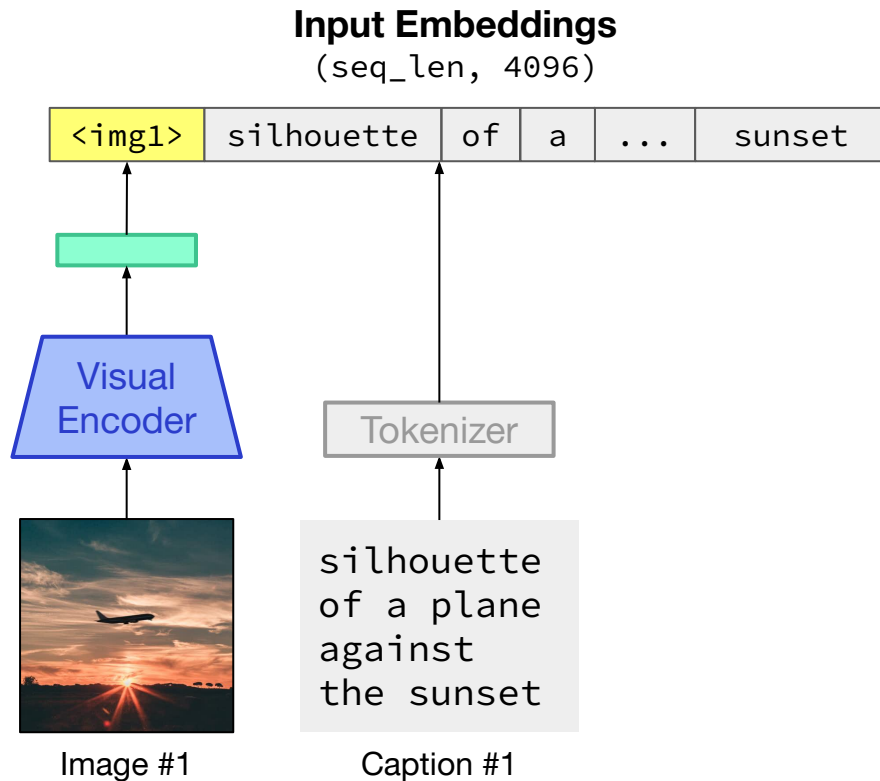 Input Embeddings
(seq_len, 4096)
<img1> silhouette of a ... sunset
Visual
Encoder
Tokenizer
silhouette
of a plane
against
the sunset
Image #1
Caption #1